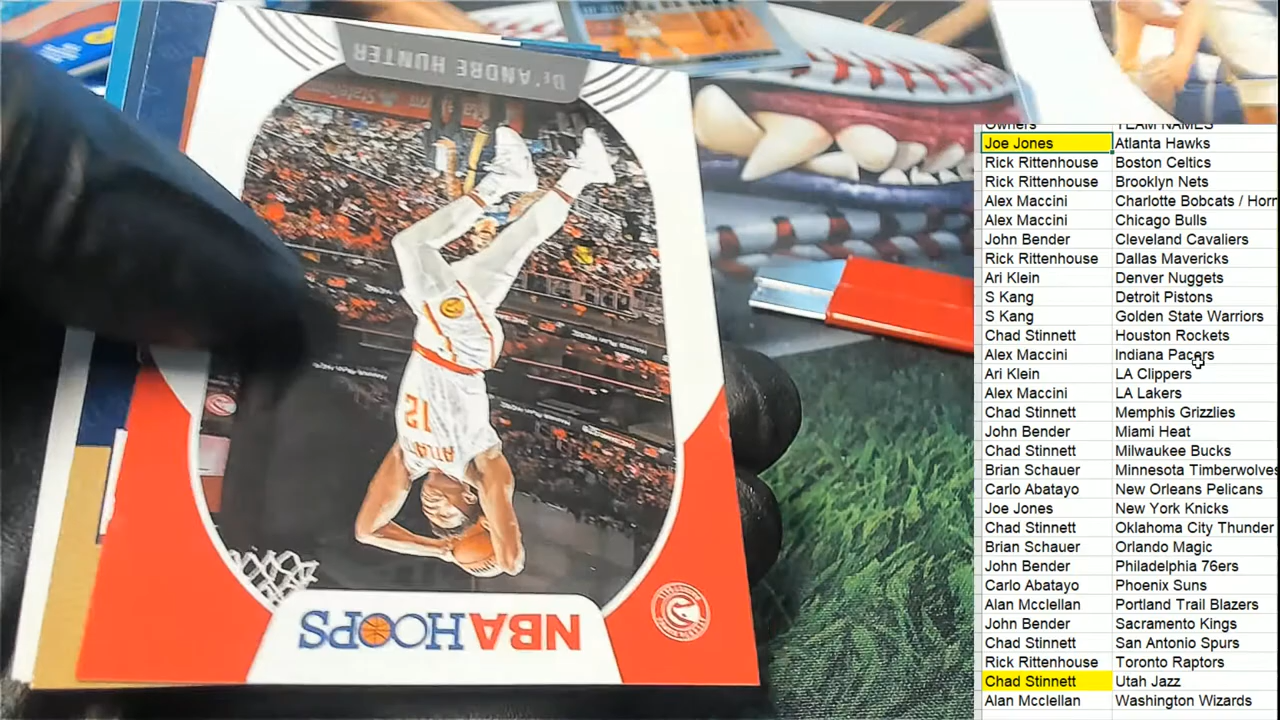 DE'ANDRE HUNTER
StateFarm
ATLANTA
12
NBA HOOPS
Owners TEAM NAMES
Joe Jones Atlanta Hawks
Rick Rittenhouse Boston Celtics
Rick Rittenhouse Brooklyn Nets
Alex Maccini Charlotte Bobcats / Horr
Alex Maccini Chicago Bulls
John Bender Cleveland Cavaliers
Rick Rittenhouse Dallas Mavericks
Ari Klein Denver Nuggets
S Kang Detroit Pistons
S Kang Golden State Warriors
Chad Stinnett Houston Rockets
Alex Maccini Indiana Pacers
Ari Klein LA Clippers
Alex Maccini LA Lakers
Chad Stinnett Memphis Grizzlies
John Bender Miami Heat
Chad Stinnett Milwaukee Bucks
Brian Schauer Minnesota Timberwolves
Carlo Abatayo New Orleans Pelicans
Joe Jones New York Knicks
Chad Stinnett Oklahoma City Thunder
Brian Schauer Orlando Magic
John Bender Philadelphia 76ers
Carlo Abatayo Phoenix Suns
Alan Mcclellan Portland Trail Blazers
John Bender Sacramento Kings
Chad Stinnett San Antonio Spurs
Rick Rittenhouse Toronto Raptors
Chad Stinnett Utah Jazz
Alan Mcclellan Washington Wizards